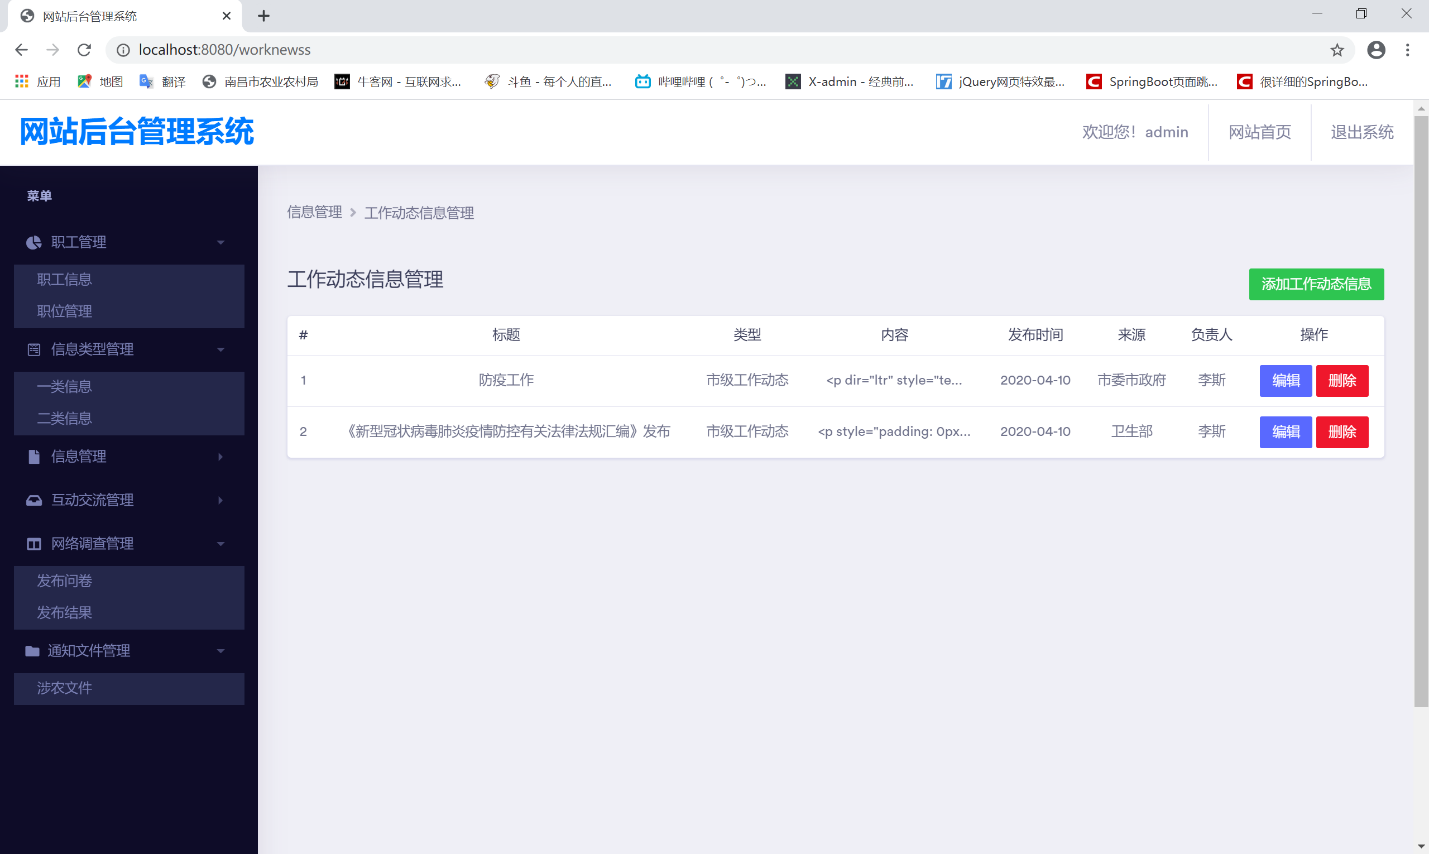 网站后台管理系统
localhost:8080/worknewss
应用 地图 翻译 南昌市农业农村局 牛客网 - 互联网求... 斗鱼 - 每个人的直... 哔哩哔哩 (゜-゜)つ... X-admin - 经典前... jQuery网页特效最... SpringBoot页面跳... 很详细的SpringBo...
网站后台管理系统 欢迎您！admin 网站首页 退出系统
菜单
职工管理
职工信息
职位管理
信息类型管理
一类信息
二类信息
信息管理
互动交流管理
网络调查管理
发布问卷
发布结果
通知文件管理
涉农文件
信息管理 > 工作动态信息管理
工作动态信息管理 添加工作动态信息
# 标题 类型 内容 发布时间 来源 负责人 操作
1 防疫工作 市级工作动态 <p dir="ltr" style="te... 2020-04-10 市委市政府 李斯 编辑 删除
2 《新型冠状病毒肺炎疫情防控有关法律法规汇编》发布 市级工作动态 <p style="padding: 0px... 2020-04-10 卫生部 李斯 编辑 删除